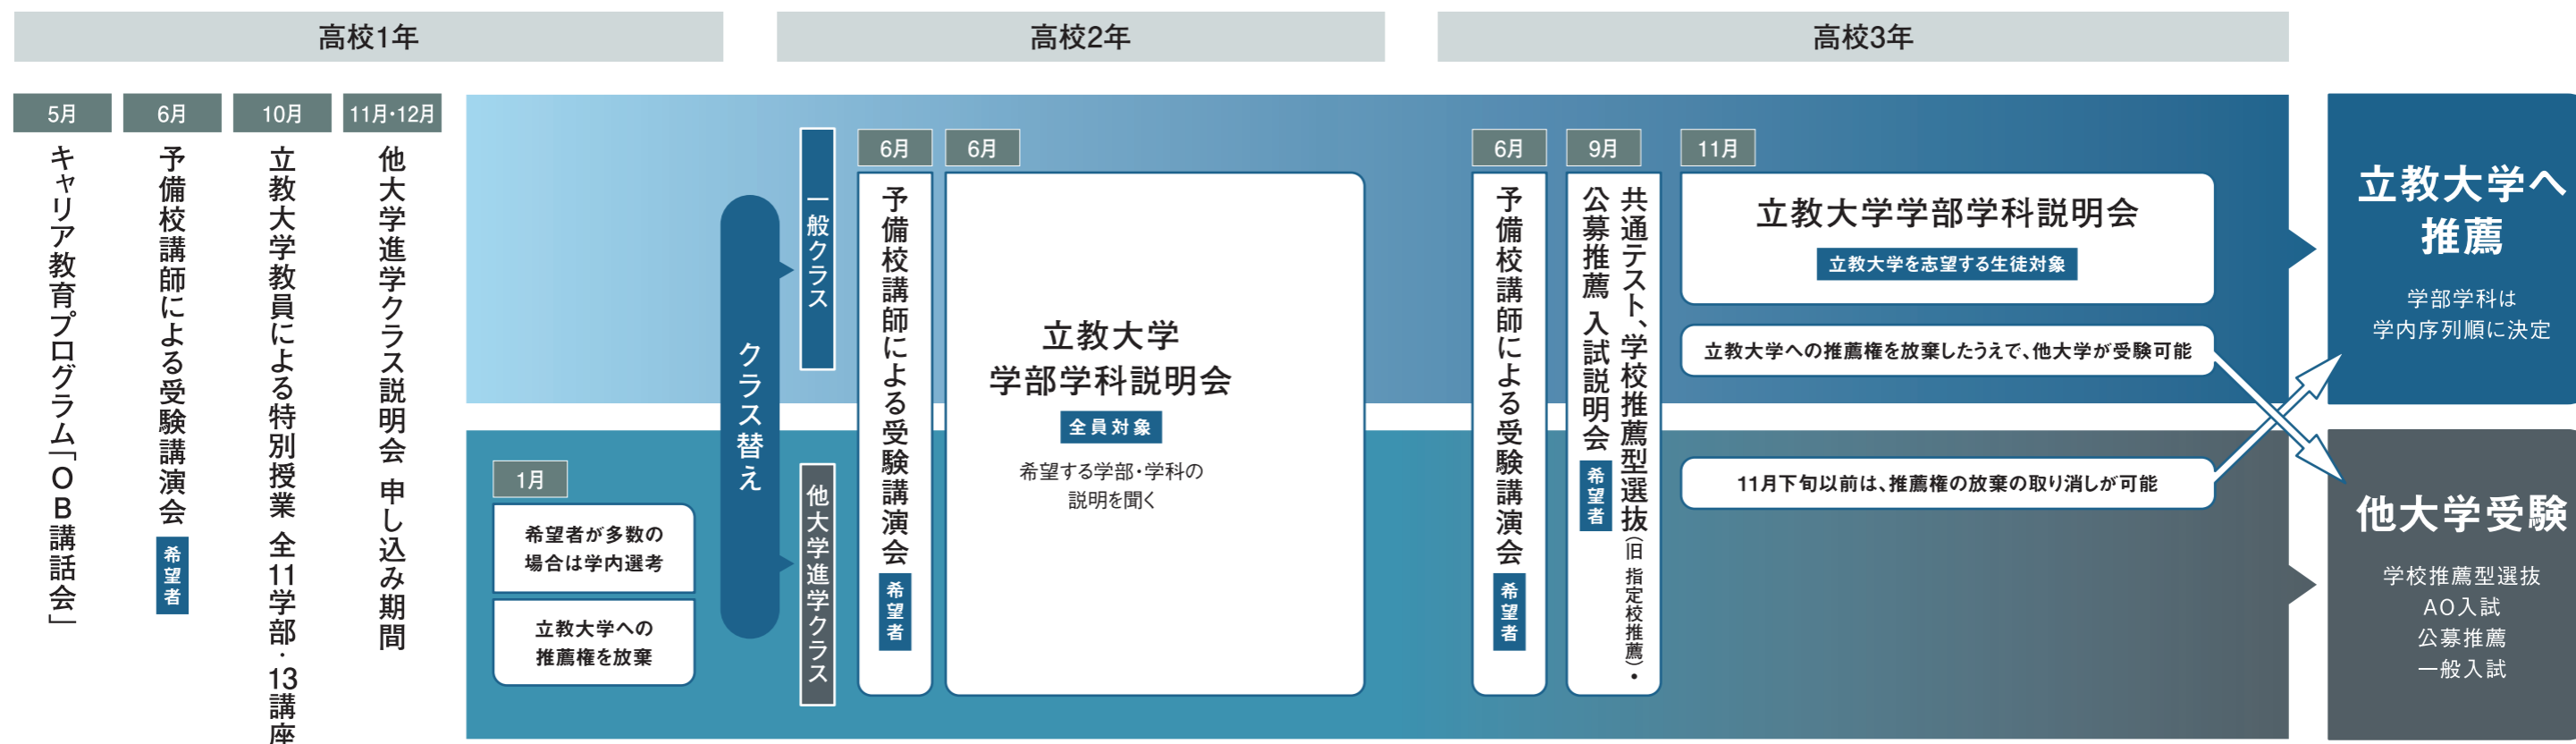 高校1年
高校2年
高校3年
5月
キャリア教育プログラム「OB講話会」
6月
予備校講師による受験講演会 希望者
10月
立教大学教員による特別授業 全11学部・13講座
11月・12月
他大学進学クラス説明会 申し込み期間
1月
希望者が多数の
場合は学内選考
立教大学への
推薦権を放棄
クラス替え
一般クラス
他大学進学クラス
6月
予備校講師による受験講演会 希望者
6月
立教大学
学部学科説明会
全員対象
希望する学部・学科の
説明を聞く
6月
予備校講師による受験講演会 希望者
9月
共通テスト、学校推薦型選抜(旧 指定校推薦)・
公募推薦 入試説明会 希望者
11月
立教大学学部学科説明会
立教大学を志望する生徒対象
立教大学への推薦権を放棄したうえで、他大学が受験可能
11月下旬以前は、推薦権の放棄の取り消しが可能
立教大学へ
推薦
学部学科は
学内序列順に決定
他大学受験
学校推薦型選抜
AO入試
公募推薦
一般入試